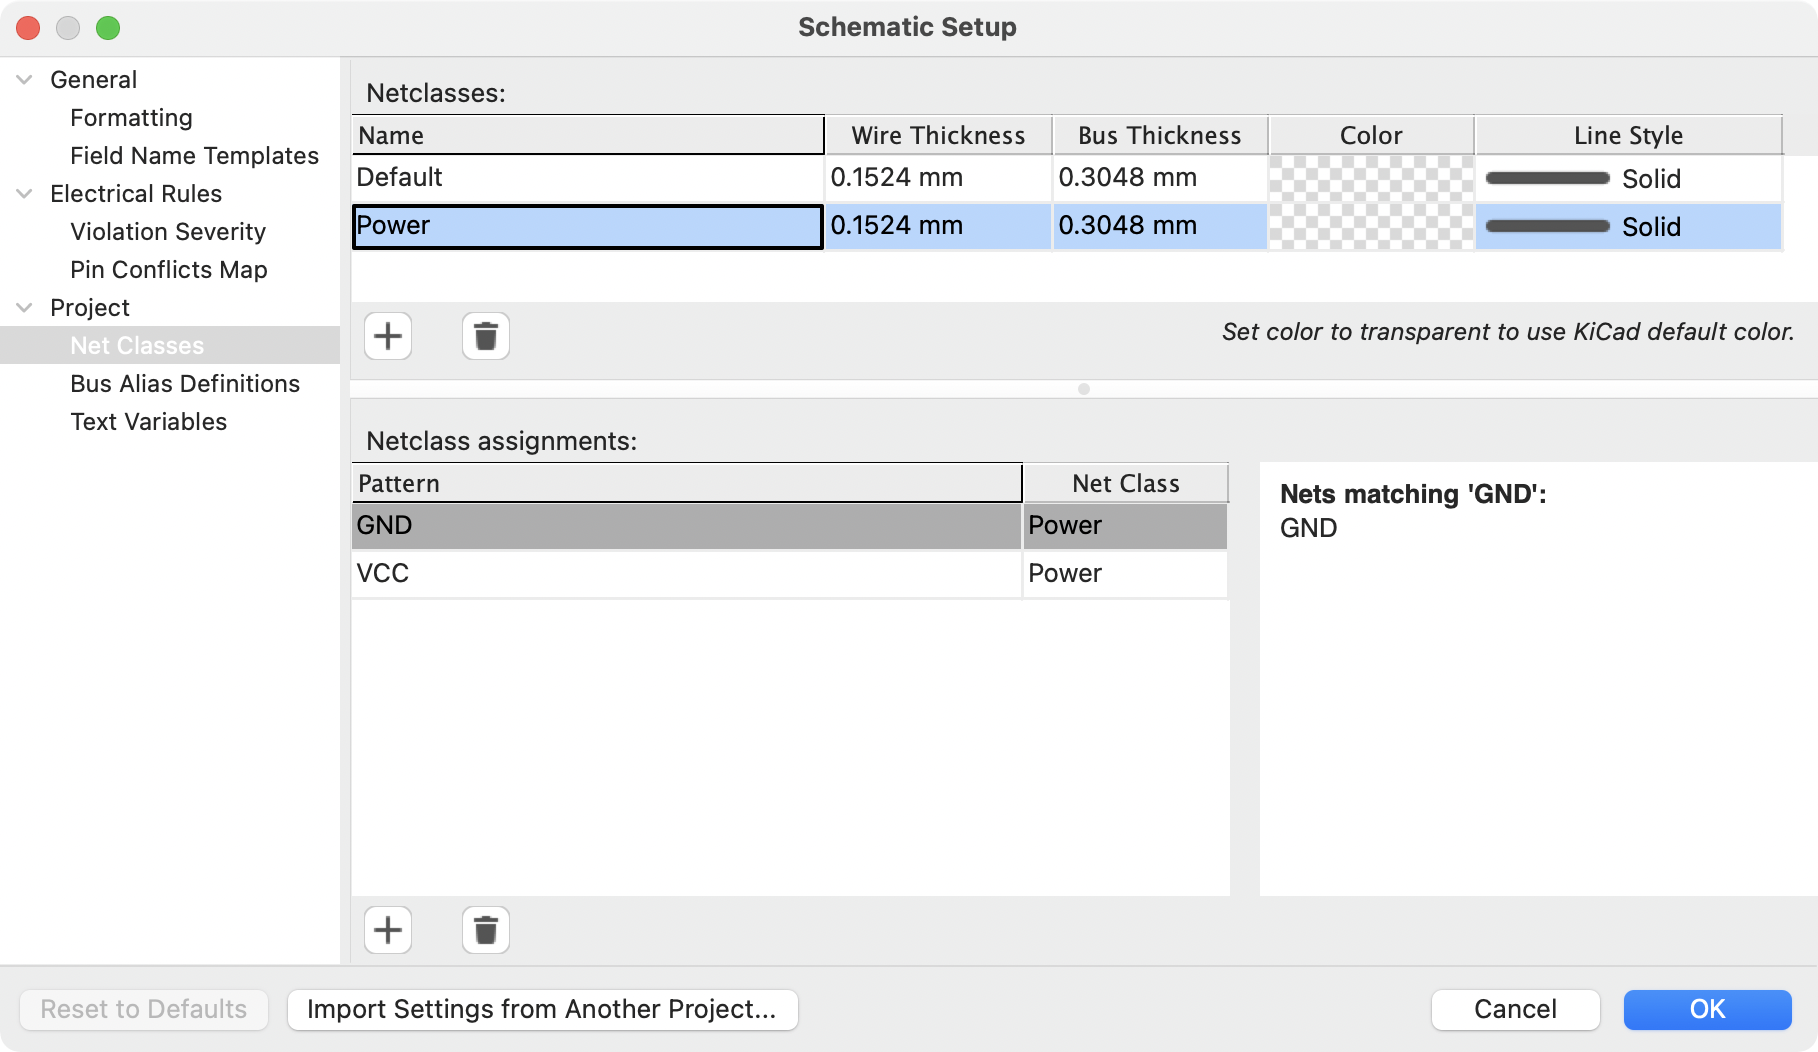 Schematic Setup
General
Formatting
Field Name Templates
Electrical Rules
Violation Severity
Pin Conflicts Map
Project
Net Classes
Bus Alias Definitions
Text Variables
Netclasses:
Name Wire Thickness Bus Thickness Color Line Style
Default 0.1524 mm 0.3048 mm Solid
Power 0.1524 mm 0.3048 mm Solid
Set color to transparent to use KiCad default color.
Netclass assignments:
Pattern Net Class
GND Power
VCC Power
Nets matching 'GND':
GND
Reset to Defaults Import Settings from Another Project... Cancel OK